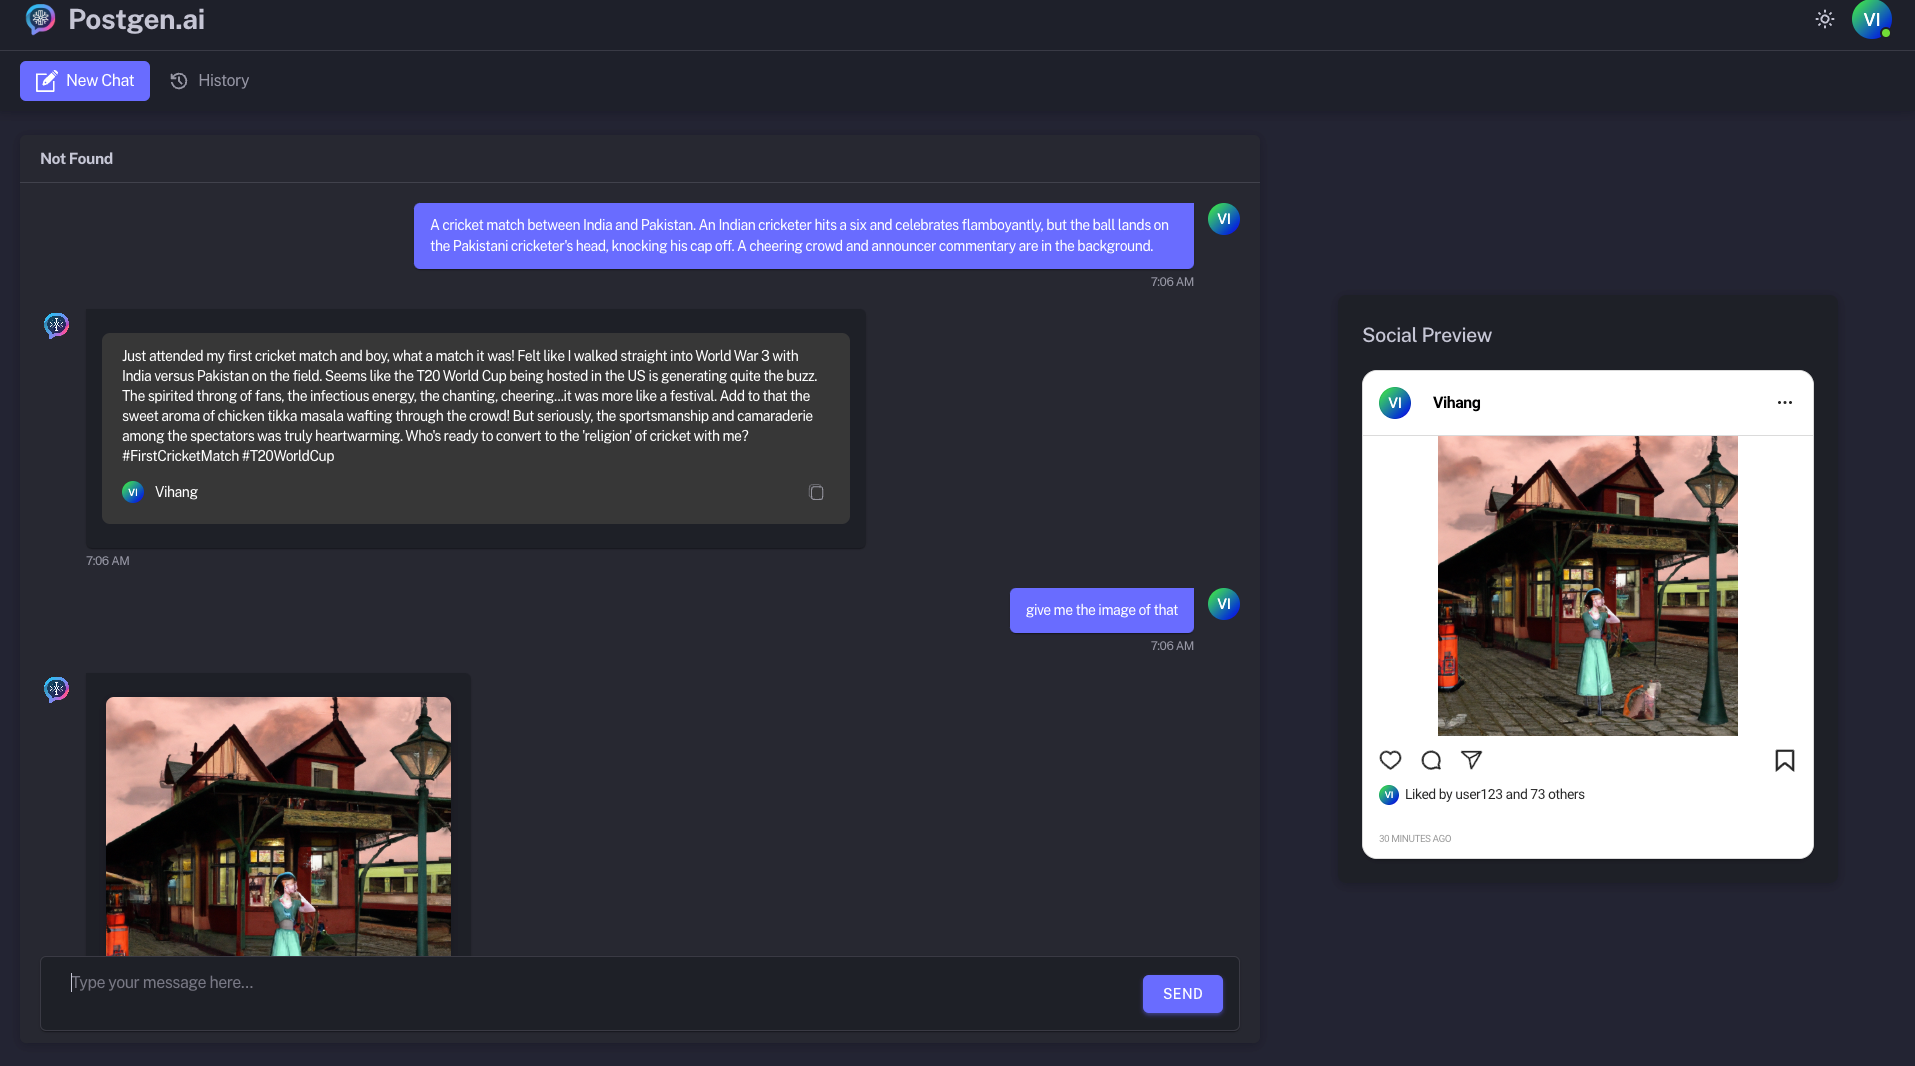 Postgen.ai
VI
New Chat
History
Not Found
A cricket match between India and Pakistan. An Indian cricketer hits a six and celebrates flamboyantly, but the ball lands on
the Pakistani cricketer's head, knocking his cap off. A cheering crowd and announcer commentary are in the background.
VI
7:06 AM
Just attended my first cricket match and boy, what a match it was! Felt like I walked straight into World War 3 with
India versus Pakistan on the field. Seems like the T20 World Cup being hosted in the US is generating quite the buzz.
The spirited throng of fans, the infectious energy, the chanting, cheering...it was more like a festival. Add to that the
sweet aroma of chicken tikka masala wafting through the crowd! But seriously, the sportsmanship and camaraderie
among the spectators was truly heartwarming. Who's ready to convert to the 'religion' of cricket with me?
#FirstCricketMatch #T20WorldCup
VI Vihang
7:06 AM
give me the image of that
VI
7:06 AM
Type your message here...
SEND
Social Preview
VI Vihang
VI Liked by user123 and 73 others
30 MINUTES AGO